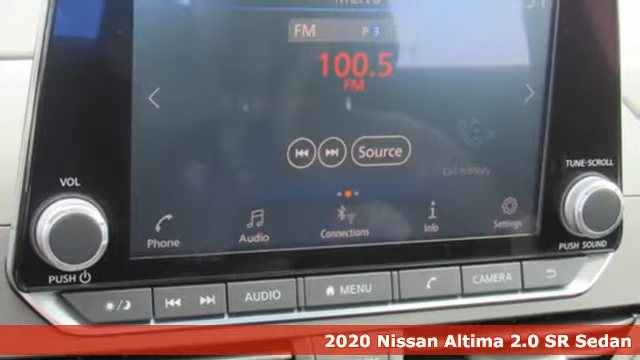 FM P 3
100.5
FM
Source
Call History
TUNE-SCROLL
VOL
Phone Audio Connections Info Settings
PUSH
PUSH SOUND
AUDIO MENU CAMERA
2020 Nissan Altima 2.0 SR Sedan